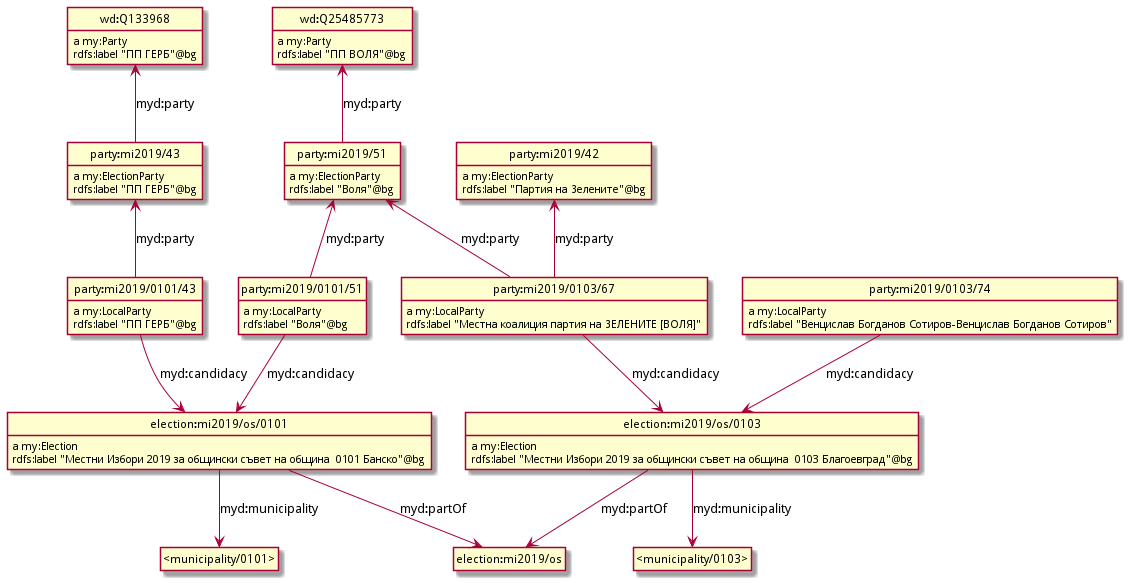 wd:Q133968
a my:Party
rdfs:label "ПП ГЕРБ"@bg
wd:Q25485773
a my:Party
rdfs:label "ПП ВОЛЯ"@bg
myd:party
myd:party
party:mi2019/43
a my:ElectionParty
rdfs:label "ПП ГЕРБ"@bg
party:mi2019/51
a my:ElectionParty
rdfs:label "Воля"@bg
party:mi2019/42
a my:ElectionParty
rdfs:label "Партия на Зелените"@bg
myd:party
myd:party
myd:party
myd:party
party:mi2019/0101/43
a my:LocalParty
rdfs:label "ПП ГЕРБ"@bg
party:mi2019/0101/51
a my:LocalParty
rdfs:label "Воля"@bg
party:mi2019/0103/67
a my:LocalParty
rdfs:label "Местна коалиция партия на ЗЕЛЕНИТЕ [ВОЛЯ]"
party:mi2019/0103/74
a my:LocalParty
rdfs:label "Венцислав Богданов Сотиров-Венцислав Богданов Сотиров"
myd:candidacy
myd:candidacy
myd:candidacy
myd:candidacy
election:mi2019/os/0101
a my:Election
rdfs:label "Местни Избори 2019 за общински съвет на община  0101 Банско"@bg
election:mi2019/os/0103
a my:Election
rdfs:label "Местни Избори 2019 за общински съвет на община  0103 Благоевград"@bg
myd:municipality
myd:partOf
myd:partOf
myd:municipality
<municipality/0101>
election:mi2019/os
<municipality/0103>